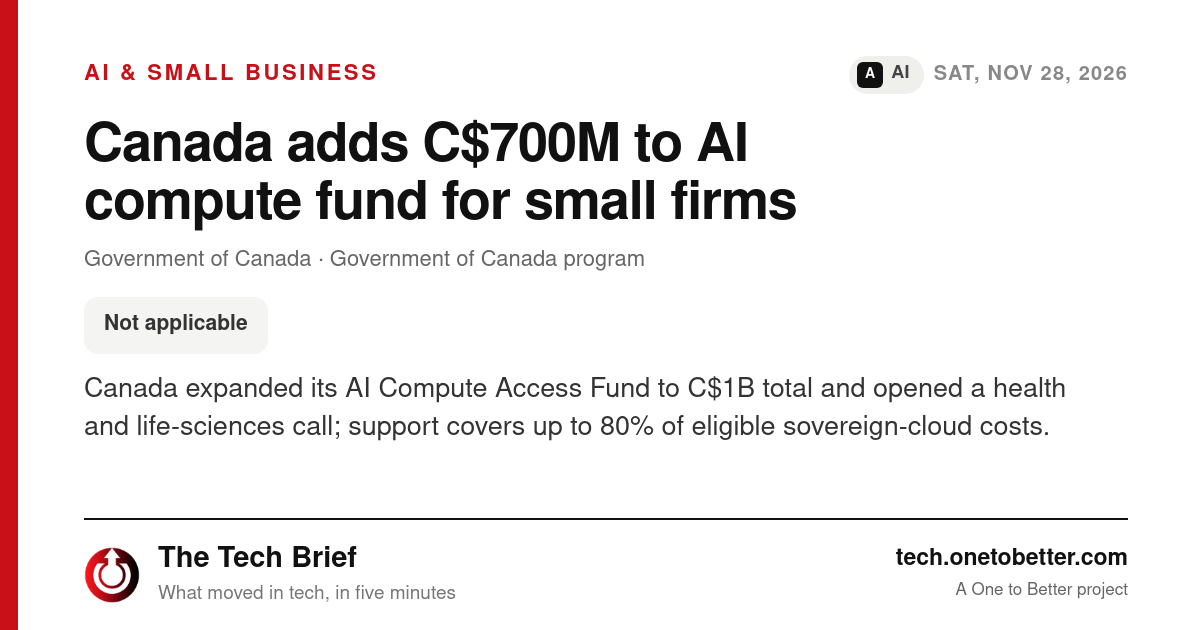 AI & SMALL BUSINESS
A AI SAT, NOV 28, 2026
Canada adds C$700M to AI
compute fund for small firms
Government of Canada · Government of Canada program
Not applicable
Canada expanded its AI Compute Access Fund to C$1B total and opened a health
and life-sciences call; support covers up to 80% of eligible sovereign-cloud costs.
The Tech Brief
What moved in tech, in five minutes
tech.onetobetter.com
A One to Better project